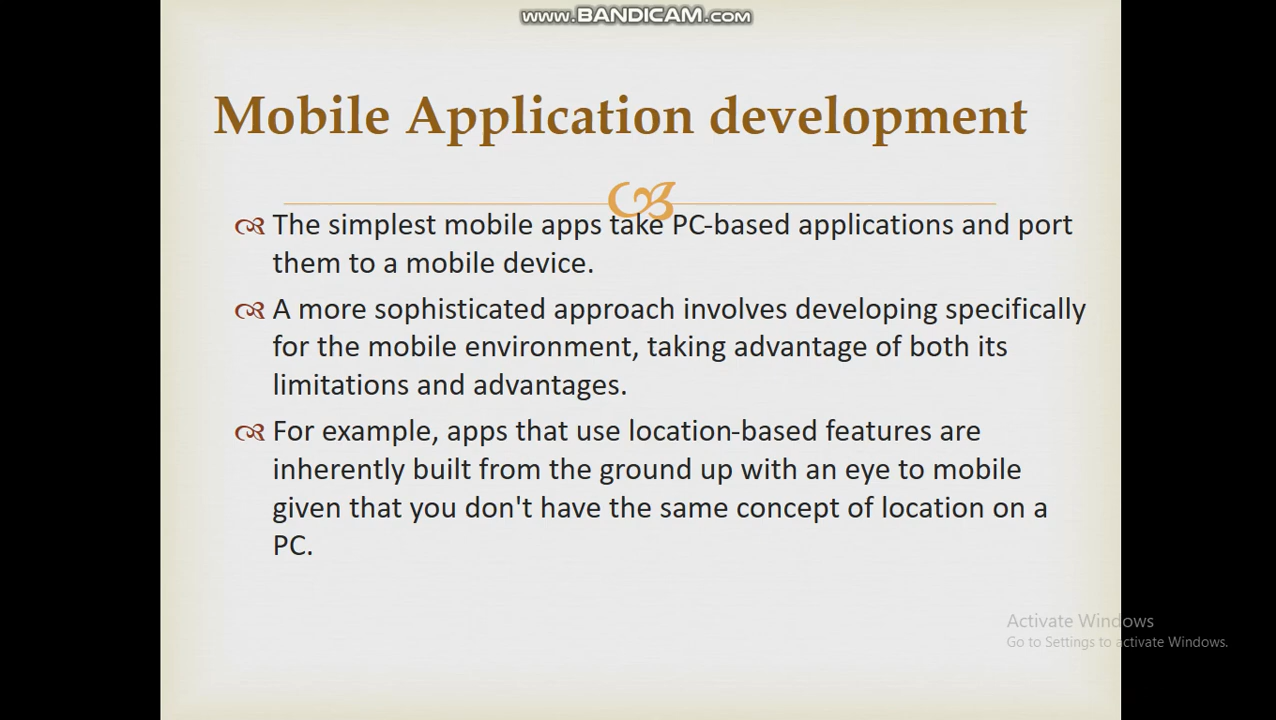 www.BANDICAM.com
Mobile Application development
The simplest mobile apps take PC-based applications and port
them to a mobile device.
A more sophisticated approach involves developing specifically
for the mobile environment, taking advantage of both its
limitations and advantages.
For example, apps that use location-based features are
inherently built from the ground up with an eye to mobile
given that you don't have the same concept of location on a
PC.
Activate Windows
Go to Settings to activate Windows.